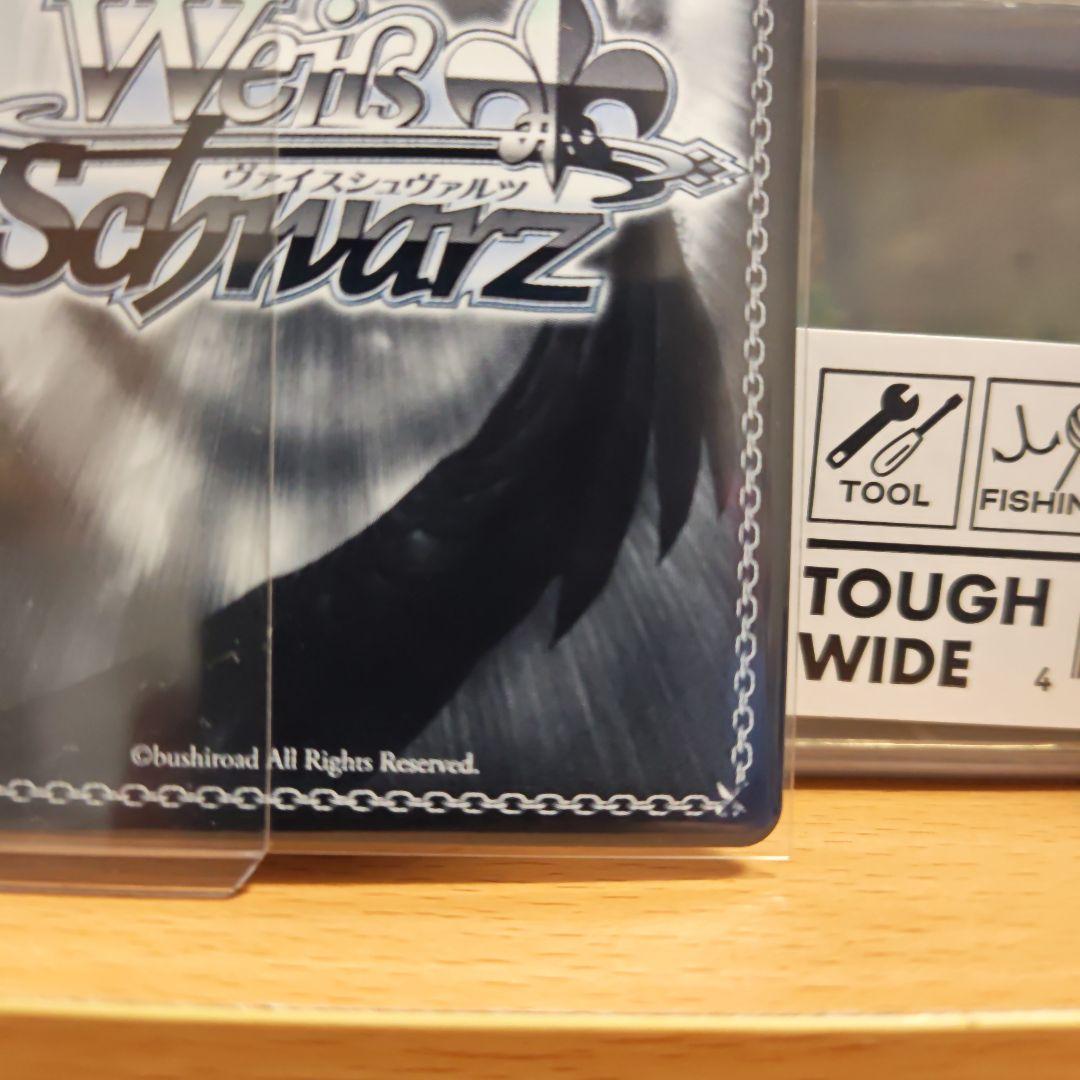 Weiß
ヴァイスシュヴァルツ
Schwarz
©bushiroad All Rights Reserved.
TOOL
FISHIN
TOUGH
WIDE
4